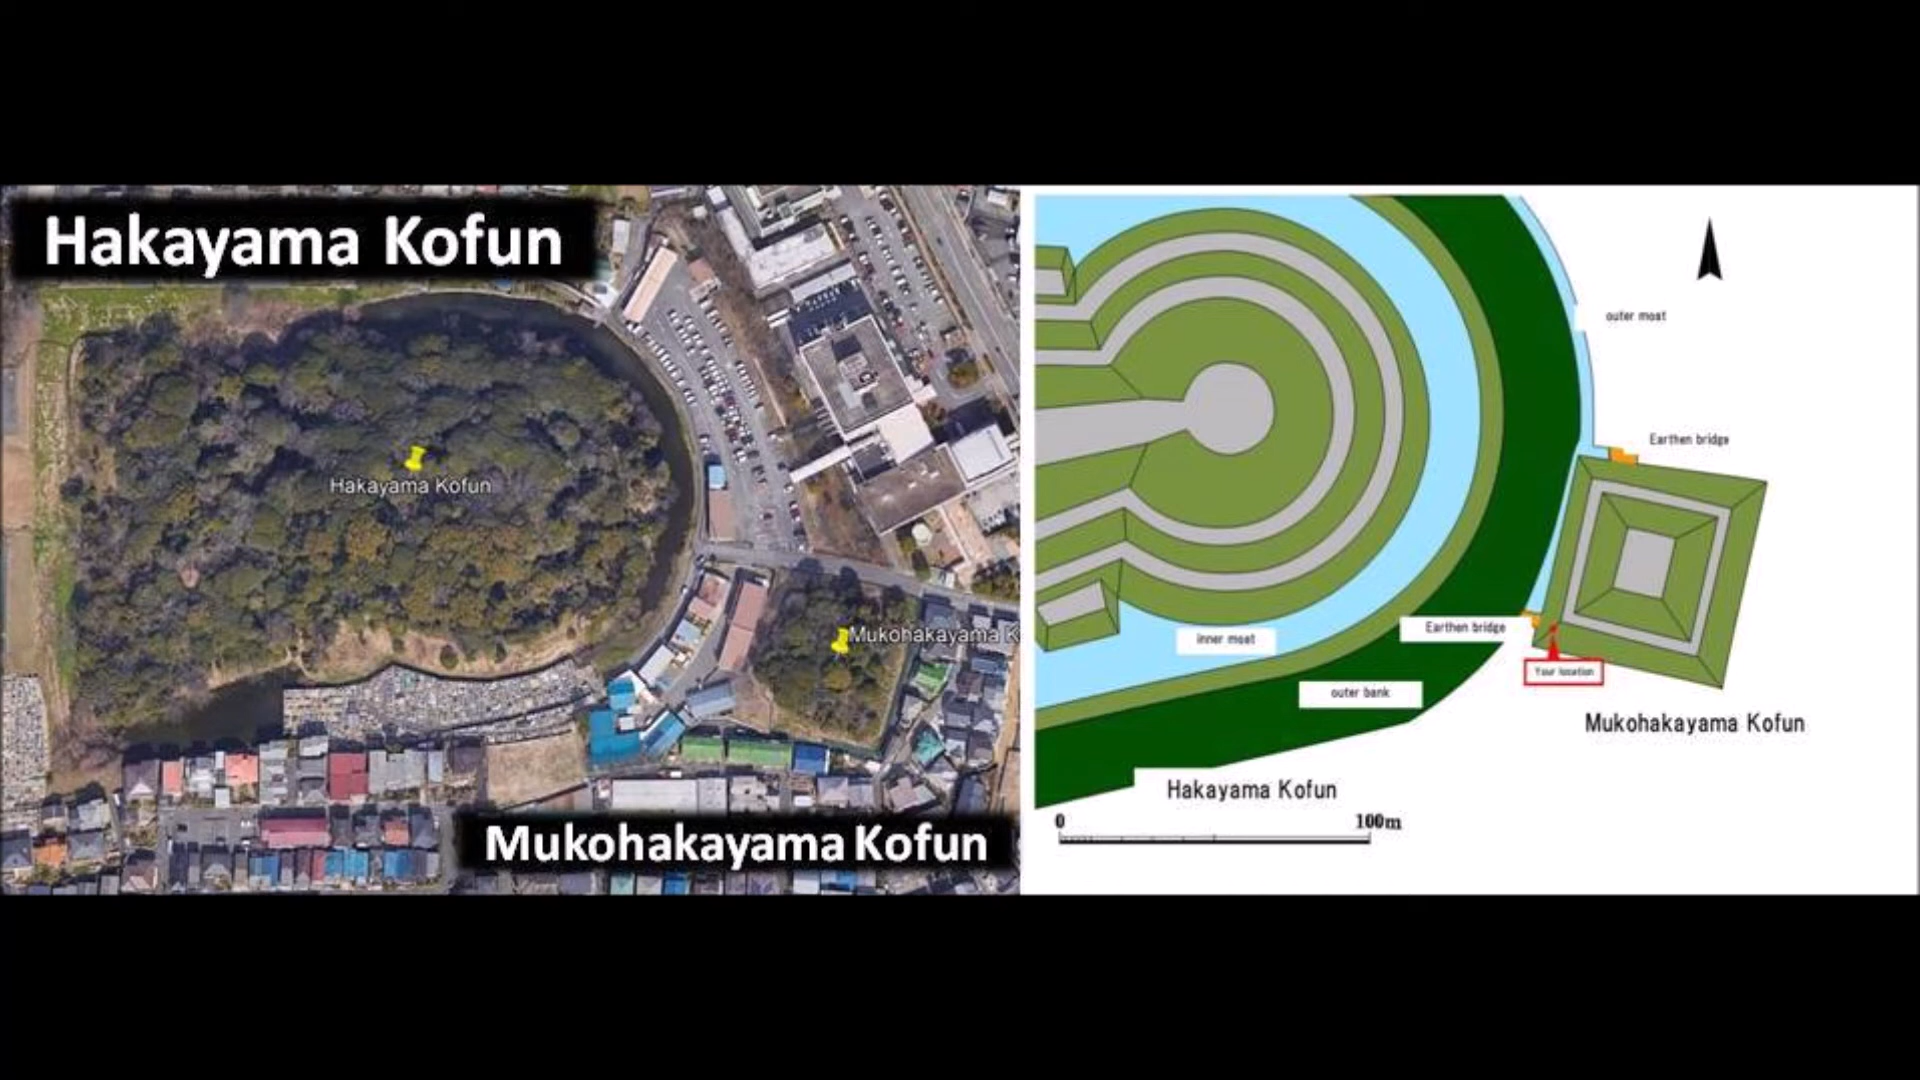 Hakayama Kofun
Hakayama Kofun
Mukohakayama K
Mukohakayama Kofun
outer moat
Earthen bridge
Earthen bridge
inner moat
Your location
outer bank
Mukohakayama Kofun
Hakayama Kofun
0 100m